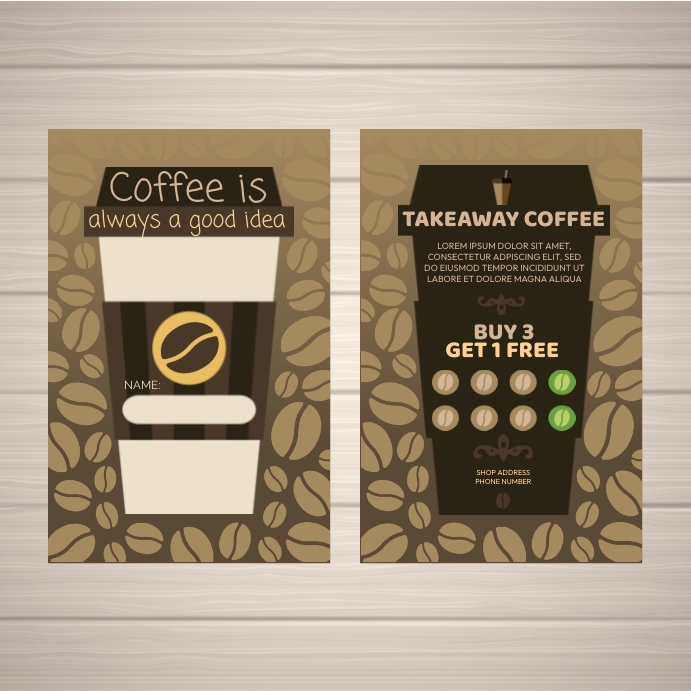 Coffee is
always a good idea
NAME:
TAKEAWAY COFFEE
LOREM IPSUM DOLOR SIT AMET,
CONSECTETUR ADIPISCING ELIT, SED
DO EIUSMOD TEMPOR INCIDIDUNT UT
LABORE ET DOLORE MAGNA ALIQUA
BUY 3
GET 1 FREE
SHOP ADDRESS
PHONE NUMBER